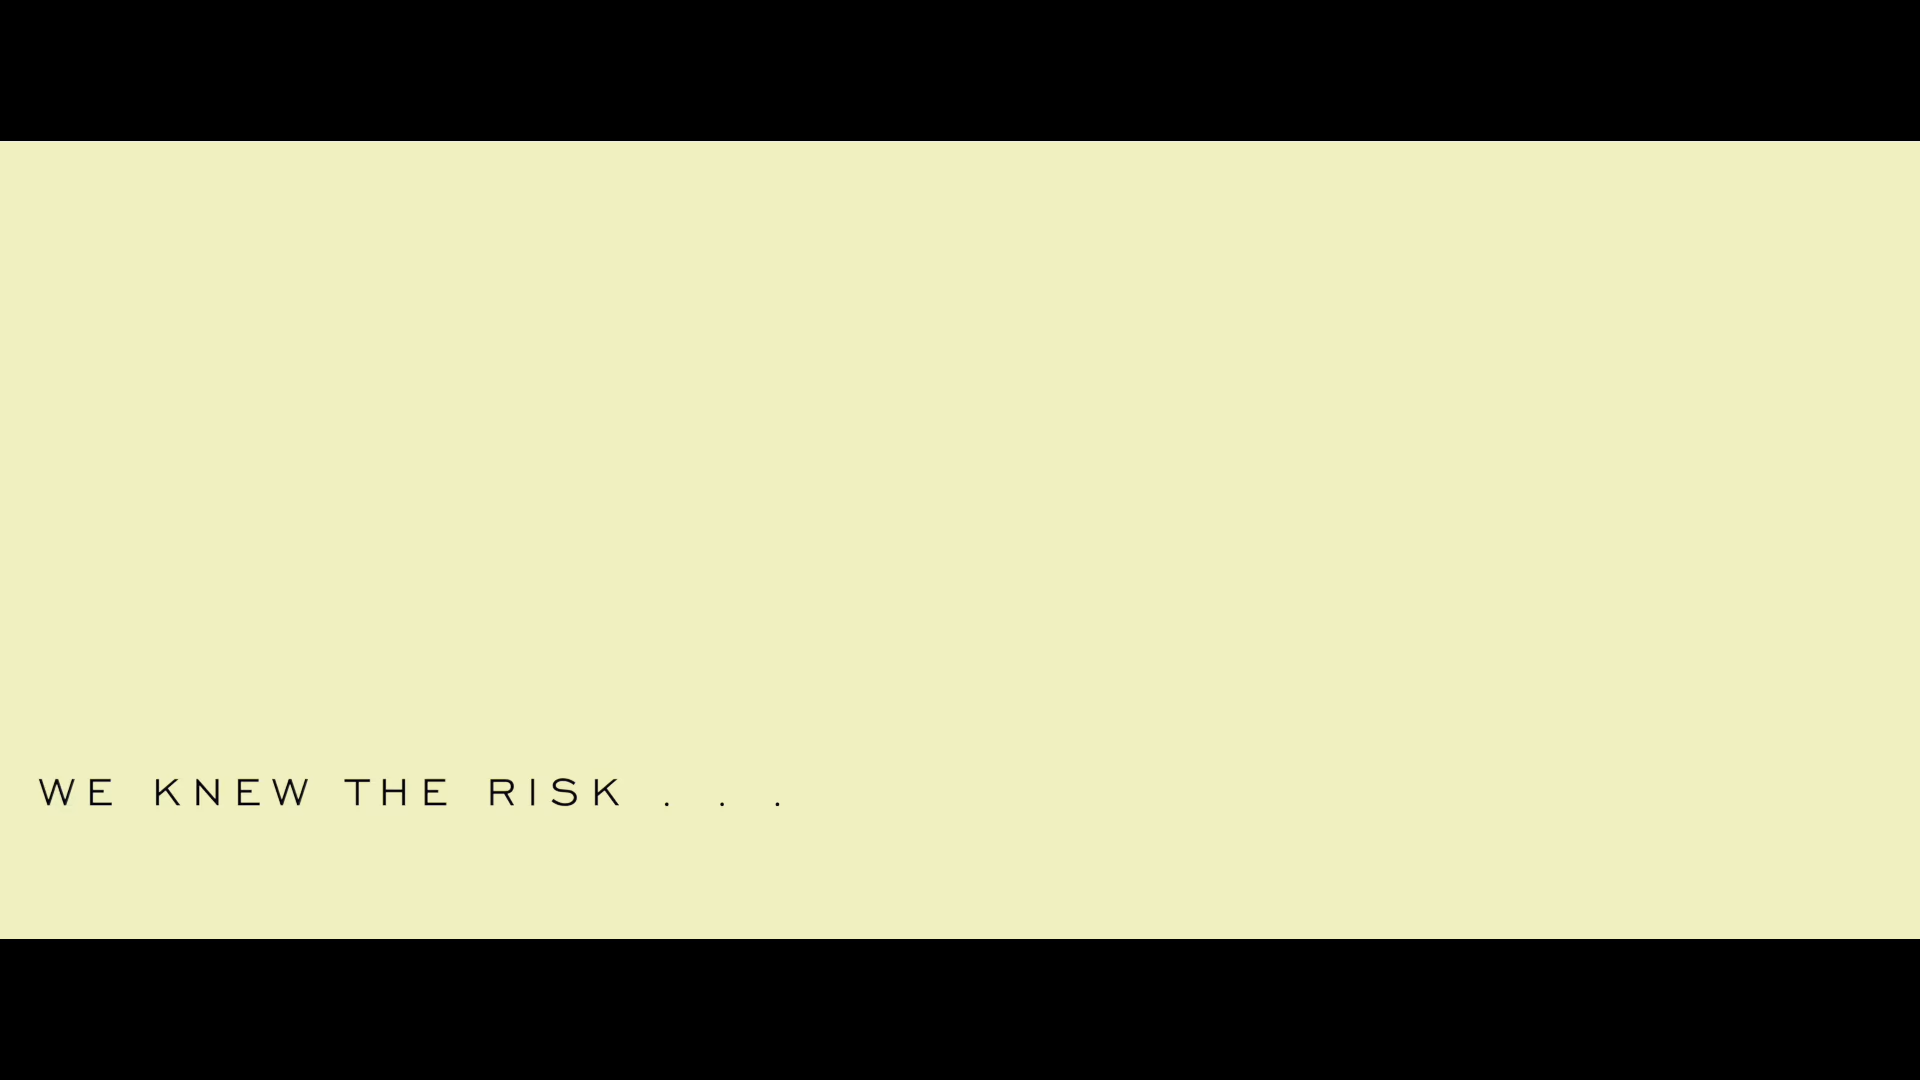 WE KNEW THE RISK . . .